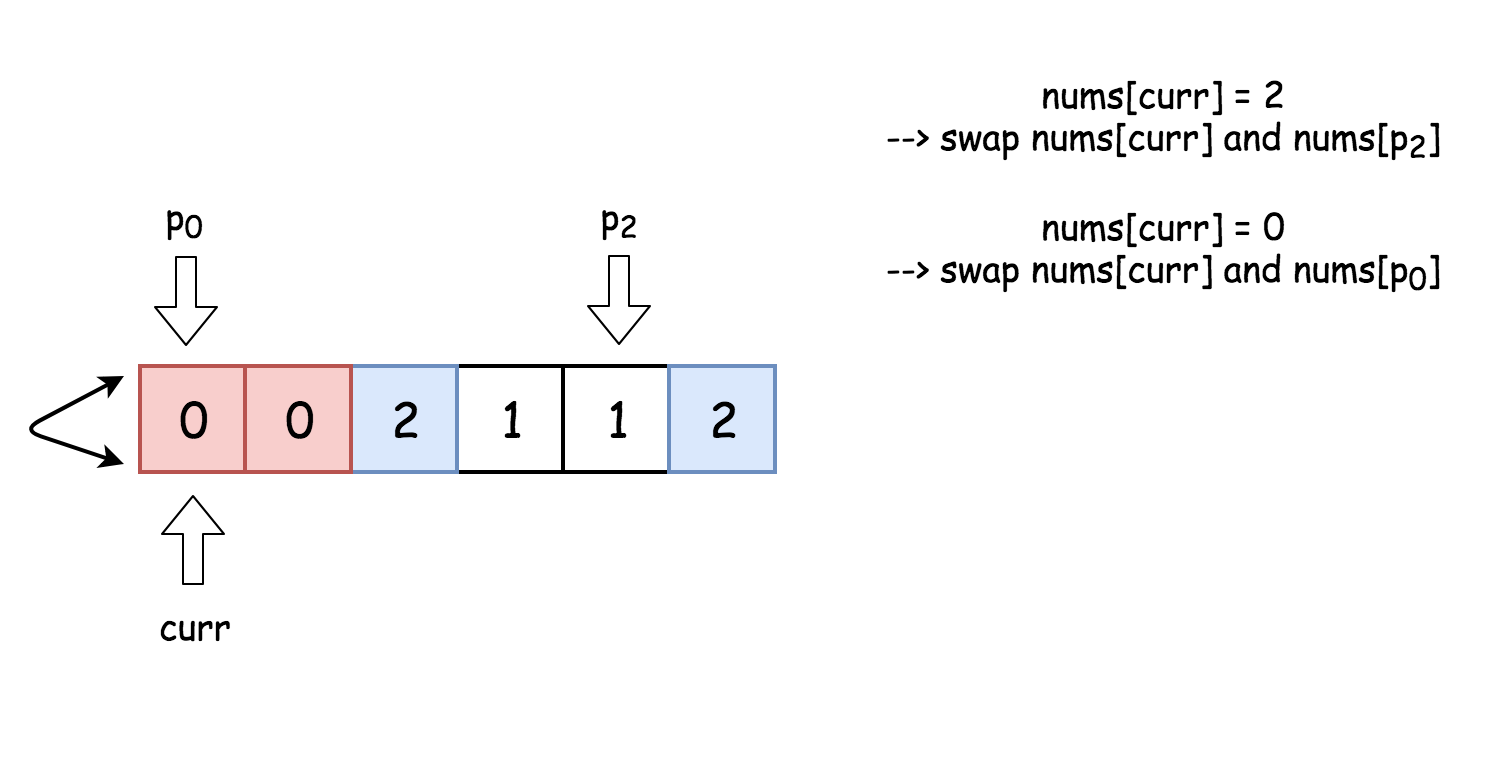 nums[curr] = 2
--> swap nums[curr] and nums[p2]
nums[curr] = 0
--> swap nums[curr] and nums[p0]
p0 p2
0 0 2 1 1 2
curr